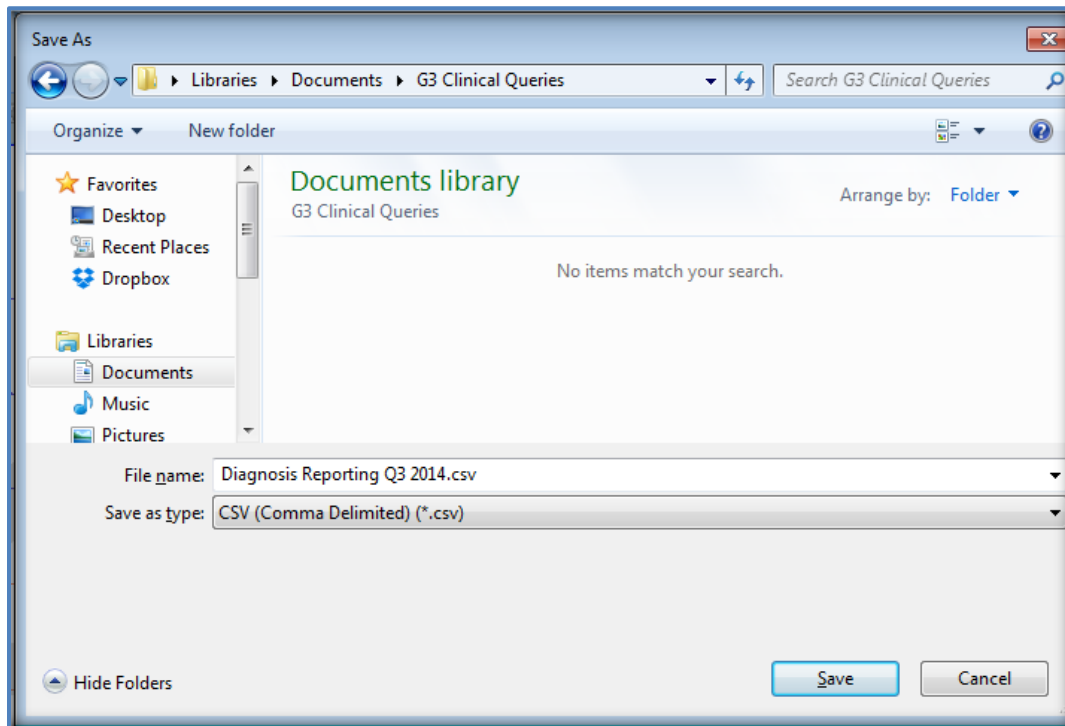 Save As
Libraries Documents G3 Clinical Queries
Search G3 Clinical Queries
Organize New folder
Favorites
Desktop
Recent Places
Dropbox
Libraries
Documents
Music
Pictures
Documents library
G3 Clinical Queries
Arrange by: Folder
No items match your search.
File name: Diagnosis Reporting Q3 2014.csv
Save as type: CSV (Comma Delimited) (*.csv)
Hide Folders
Save
Cancel